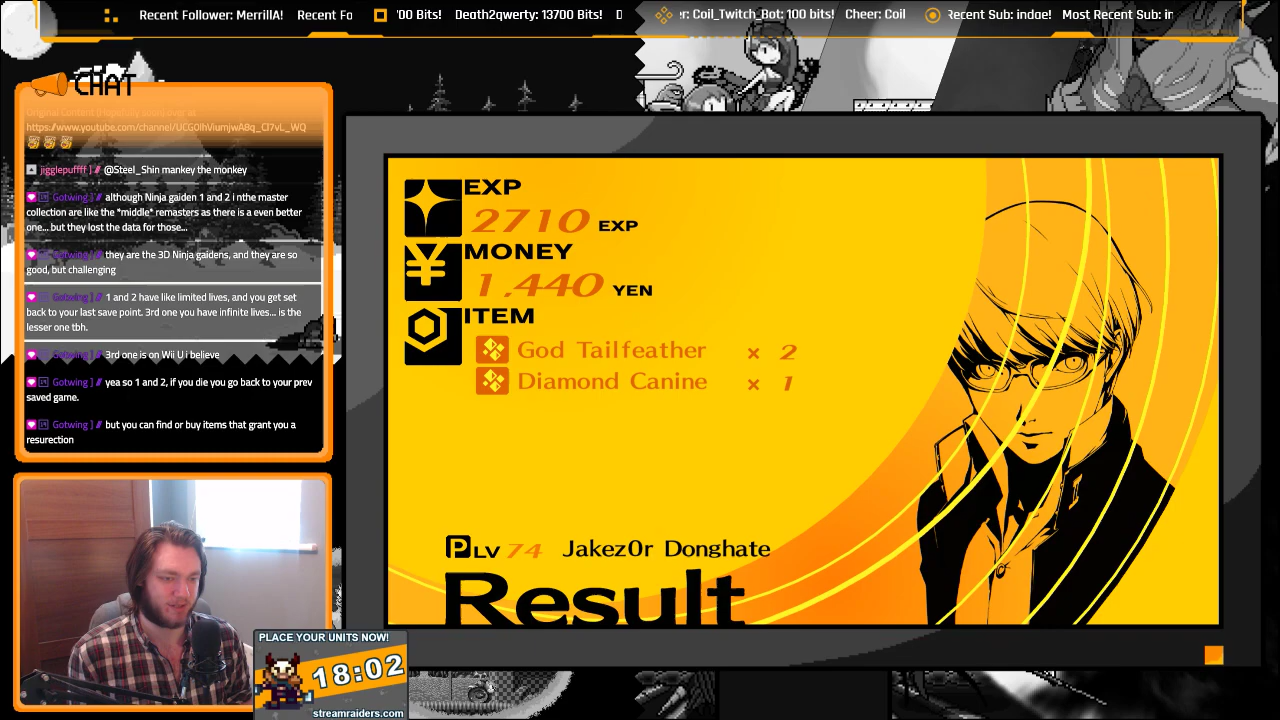 Recent Follower: MerrillA! Recent Fo
'00 Bits! Death2qwerty: 13700 Bits! D
er: Coil_Twitch_Bot: 100 bits! Cheer: Coil
Recent Sub: indae! Most Recent Sub: in
CHAT
https://www.youtube.com/channel/
jigglepuffff ] // @Steel_Shin mankey the monkey
Gotwing ] // although Ninja gaiden 1 and 2 i nthe master
collection are like the *middle* remasters as there is a even better
one... but they lost the data for those...
Gotwing ] // they are the 3D Ninja gaidens, and they are so
good, but challenging
Gotwing ] // 1 and 2 have like limited lives, and you get set
back to your last save point. 3rd one you have infinite lives... is the
lesser one tbh.
Gotwing ] // 3rd one is on Wii U i believe
Gotwing ] // yea so 1 and 2, if you die you go back to your prev
saved game.
Gotwing ] // but you can find or buy items that grant you a
resurection
EXP
2710 EXP
¥ MONEY
1,440 YEN
ITEM
God Tailfeather × 2
Diamond Canine × 1
P LV 74 Jakez0r Donghate
Result
PLACE YOUR UNITS NOW!
18:02
streamraiders.com